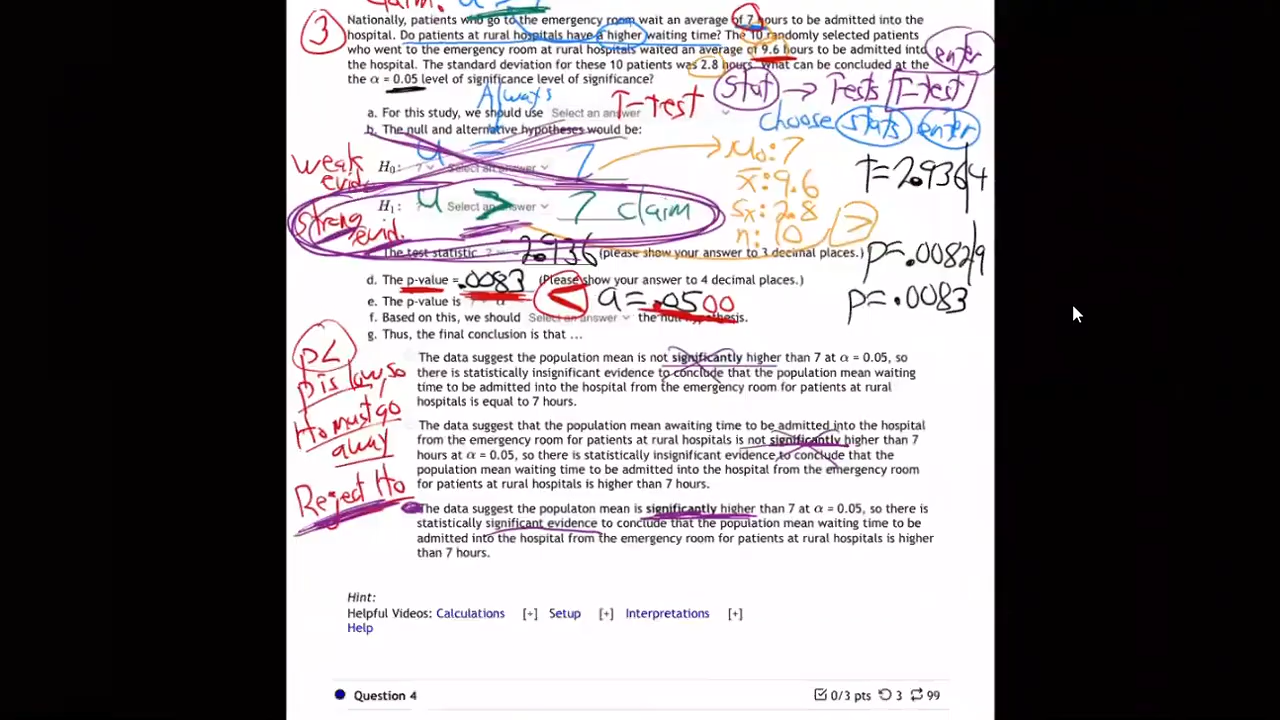 claim: u > 7
3
Nationally, patients who go to the emergency room wait an average of 7 hours to be admitted into the
hospital. Do patients at rural hospitals have a higher waiting time? The 10 randomly selected patients
who went to the emergency room at rural hospitals waited an average of 9.6 hours to be admitted into
the hospital. The standard deviation for these 10 patients was 2.8 hours. What can be concluded at the
the α = 0.05 level of significance level of significance?
enter
stat → Tests T-test
choose stats enter
Always
T-test
a. For this study, we should use Select an answer
b. The null and alternative hypotheses would be:
weak evid.
H0: ? Select an answer
u = 7
μo: 7
x̄: 9.6
sx: 2.8
n: 10
>
T=2.936|4
strong evid.
H1: ? Select an answer
u > 7 claim
c. The test statistic ? = 2.936 (please show your answer to 3 decimal places.)
p=.0082|9
p=.0083
d. The p-value = .0083 (Please show your answer to 4 decimal places.)
e. The p-value is ? α
< a=.0500
f. Based on this, we should Select an answer the null hypothesis.
g. Thus, the final conclusion is that ...
p<
p is low, so
Ho must go
away
Reject Ho
The data suggest the population mean is not significantly higher than 7 at α = 0.05, so
there is statistically insignificant evidence to conclude that the population mean waiting
time to be admitted into the hospital from the emergency room for patients at rural
hospitals is equal to 7 hours.
The data suggest that the population mean awaiting time to be admitted into the hospital
from the emergency room for patients at rural hospitals is not significantly higher than 7
hours at α = 0.05, so there is statistically insignificant evidence to conclude that the
population mean waiting time to be admitted into the hospital from the emergency room
for patients at rural hospitals is higher than 7 hours.
The data suggest the populaton mean is significantly higher than 7 at α = 0.05, so there is
statistically significant evidence to conclude that the population mean waiting time to be
admitted into the hospital from the emergency room for patients at rural hospitals is higher
than 7 hours.
Hint:
Helpful Videos: Calculations [+] Setup [+] Interpretations [+]
Help
Question 4
0/3 pts 3 99